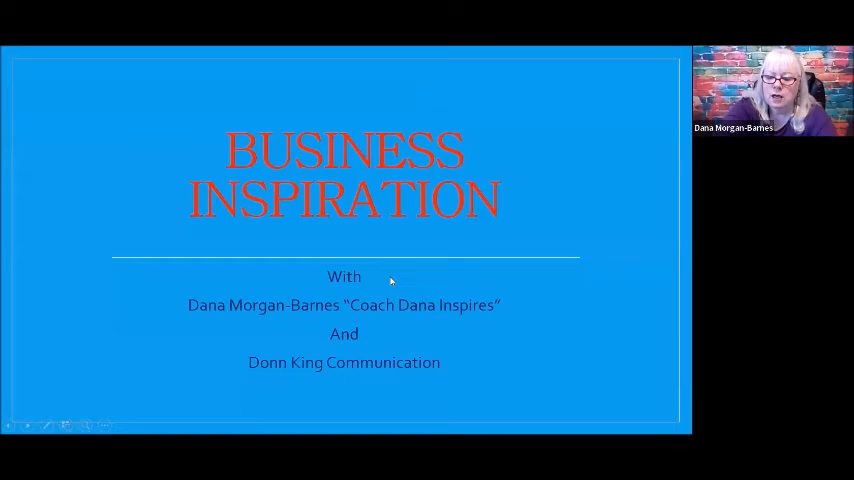 BUSINESS
INSPIRATION
With
Dana Morgan-Barnes “Coach Dana Inspires”
And
Donn King Communication
Dana Morgan-Barnes